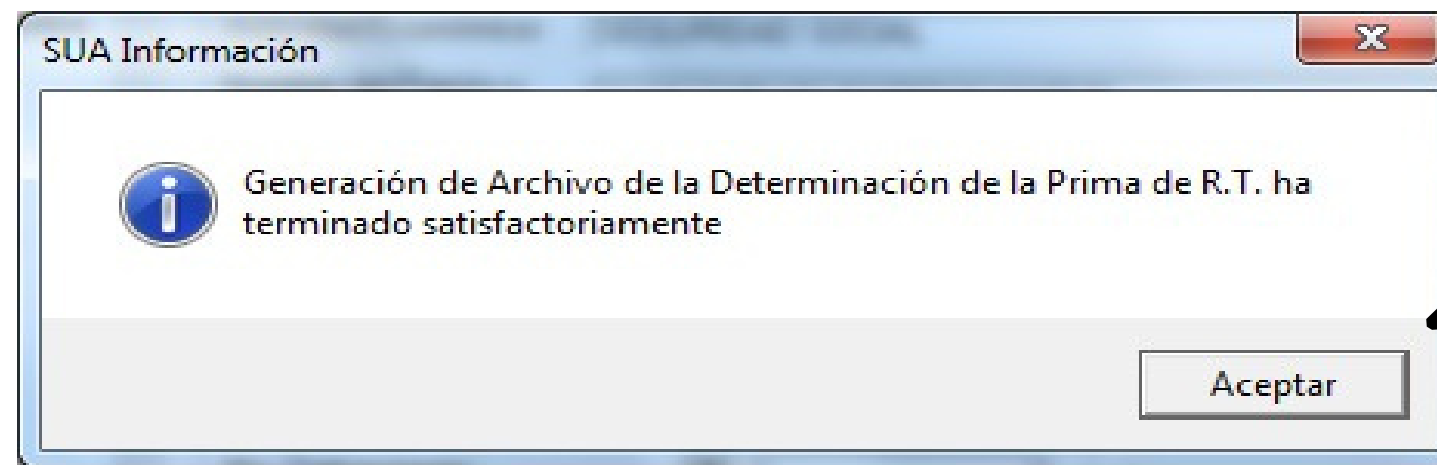 SUA Información
Generación de Archivo de la Determinación de la Prima de R.T. ha
terminado satisfactoriamente
Aceptar